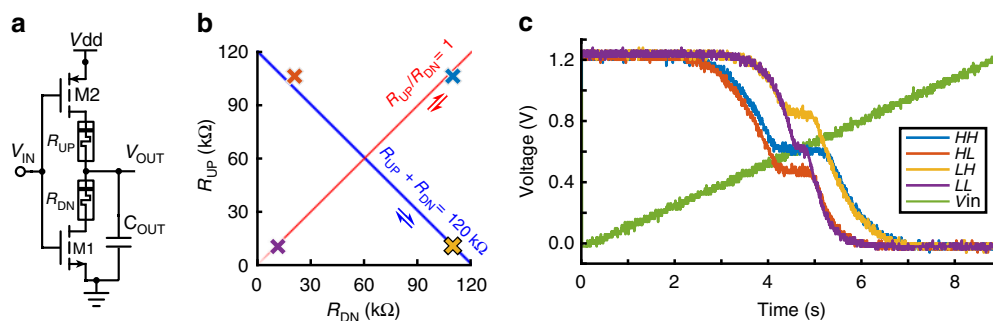 a
Vdd
M2
R_UP
V_IN
V_OUT
R_DN
C_OUT
M1
b
120
90
60
30
0
R_UP (kΩ)
R_UP/R_DN = 1
R_UP + R_DN = 120 kΩ
0 30 60 90 120
R_DN (kΩ)
c
1.2
0.8
0.4
0.0
Voltage (V)
HH
HL
LH
LL
Vin
0 2 4 6 8
Time (s)